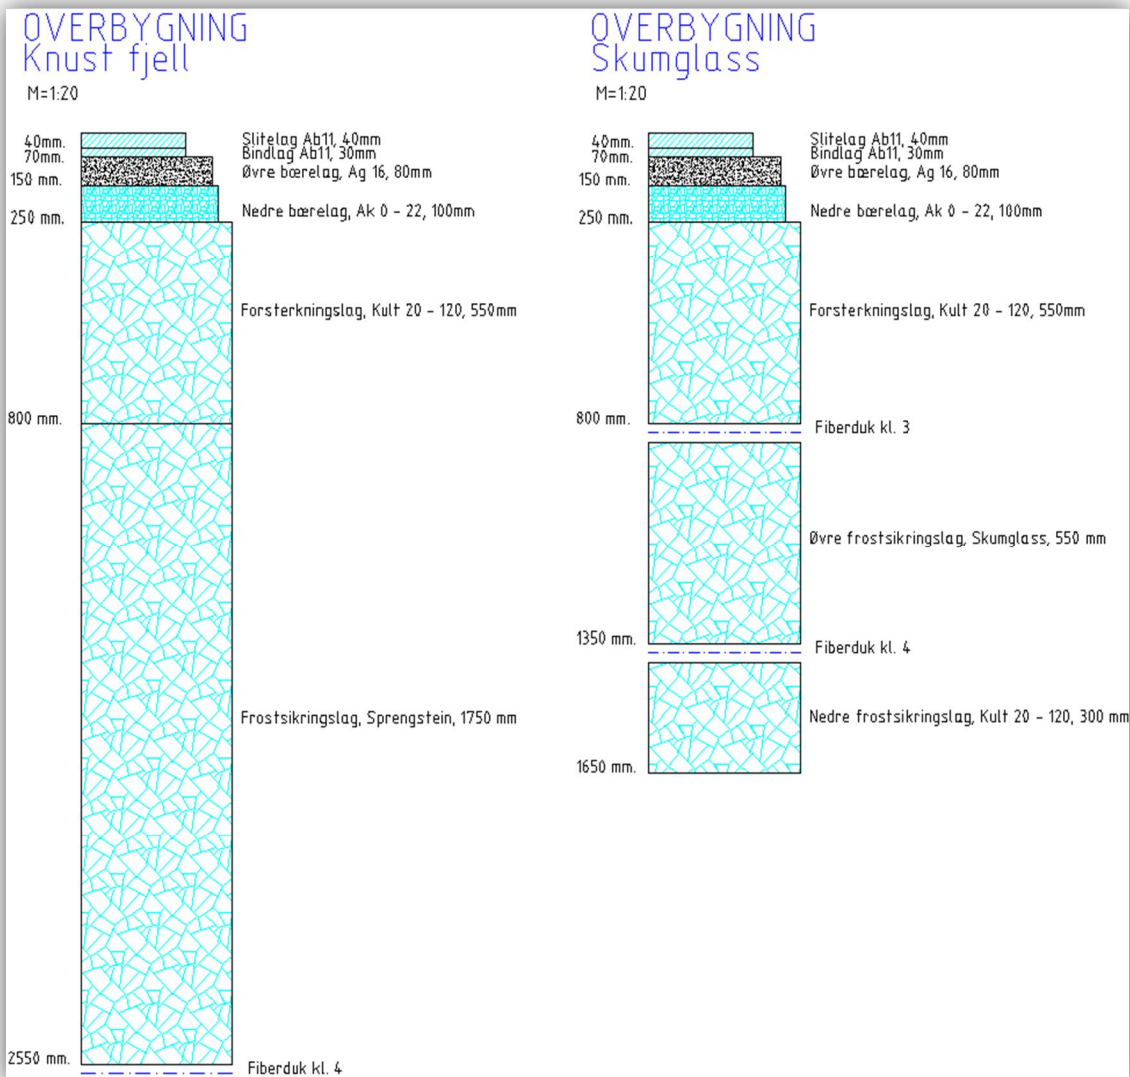 OVERBYGNING
Knust fjell
M=1:20
40mm.
Slitelag Ab11, 40mm
70mm.
Bindlag Ab11, 30mm
Øvre bærelag, Ag 16, 80mm
150 mm.
Nedre bærelag, Ak 0 - 22, 100mm
250 mm.
Forsterkningslag, Kult 20 - 120, 550mm
800 mm.
Frostsikringslag, Sprengstein, 1750 mm
2550 mm.
Fiberduk kl. 4
OVERBYGNING
Skumglass
M=1:20
40mm.
Slitelag Ab11, 40mm
70mm.
Bindlag Ab11, 30mm
Øvre bærelag, Ag 16, 80mm
150 mm.
Nedre bærelag, Ak 0 - 22, 100mm
250 mm.
Forsterkningslag, Kult 20 - 120, 550mm
800 mm.
Fiberduk kl. 3
Øvre frostsikringslag, Skumglass, 550 mm
1350 mm.
Fiberduk kl. 4
Nedre frostsikringslag, Kult 20 - 120, 300 mm
1650 mm.